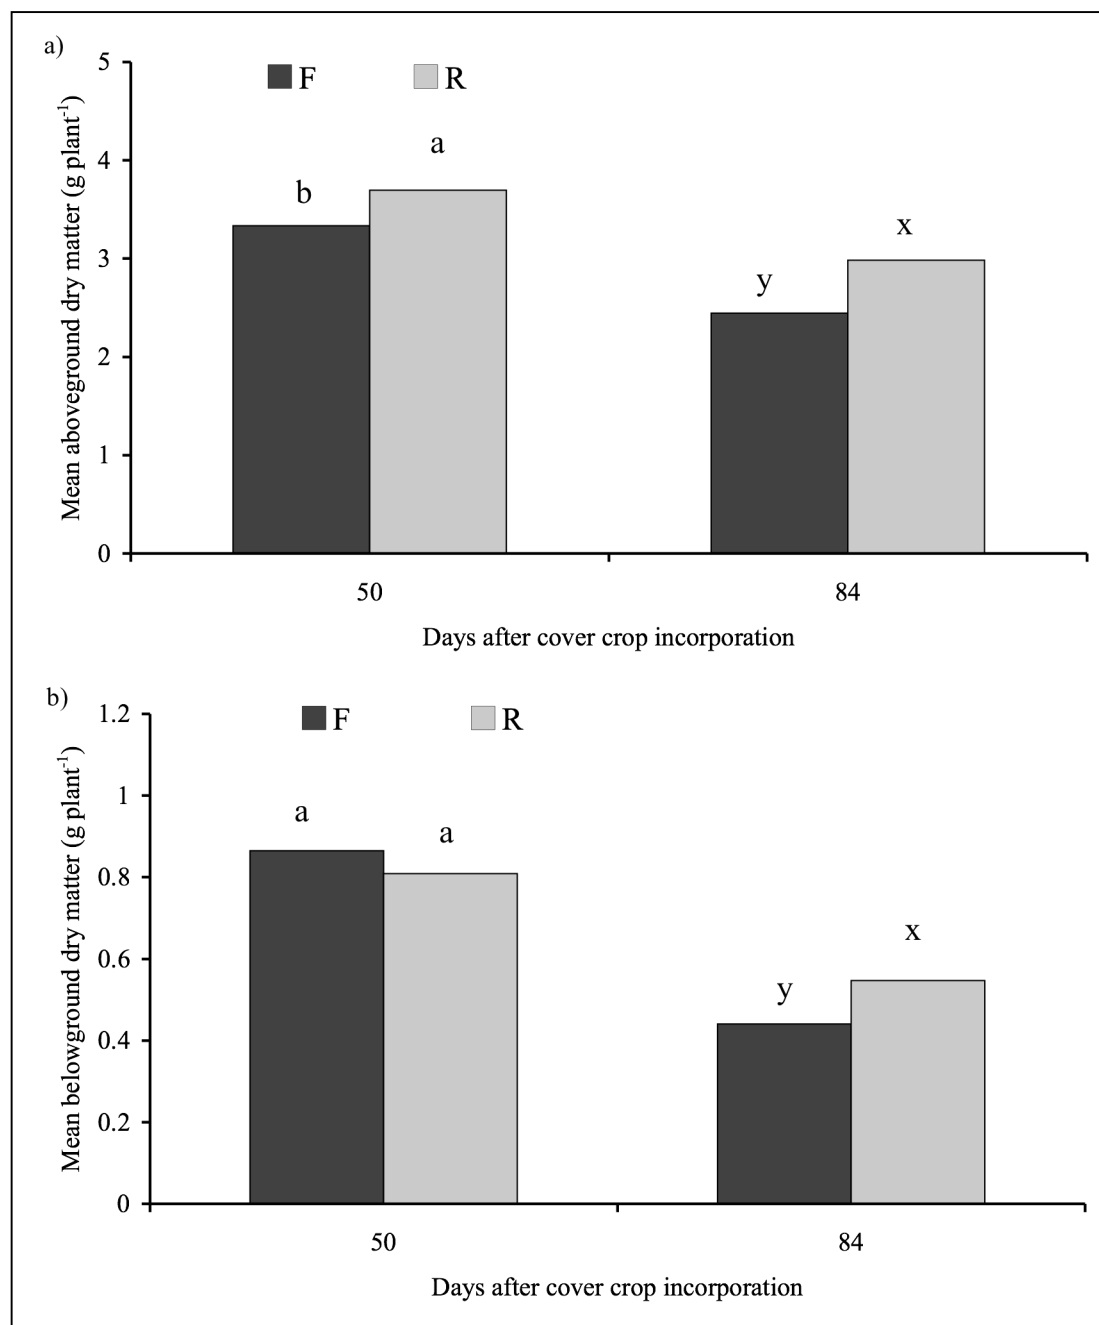 a)
Mean aboveground dry matter (g plant⁻¹)
5
4
3
2
1
0
F
R
b
a
y
x
50
84
Days after cover crop incorporation
b)
Mean belowground dry matter (g plant⁻¹)
1.2
1
0.8
0.6
0.4
0.2
0
F
R
a
a
y
x
50
84
Days after cover crop incorporation